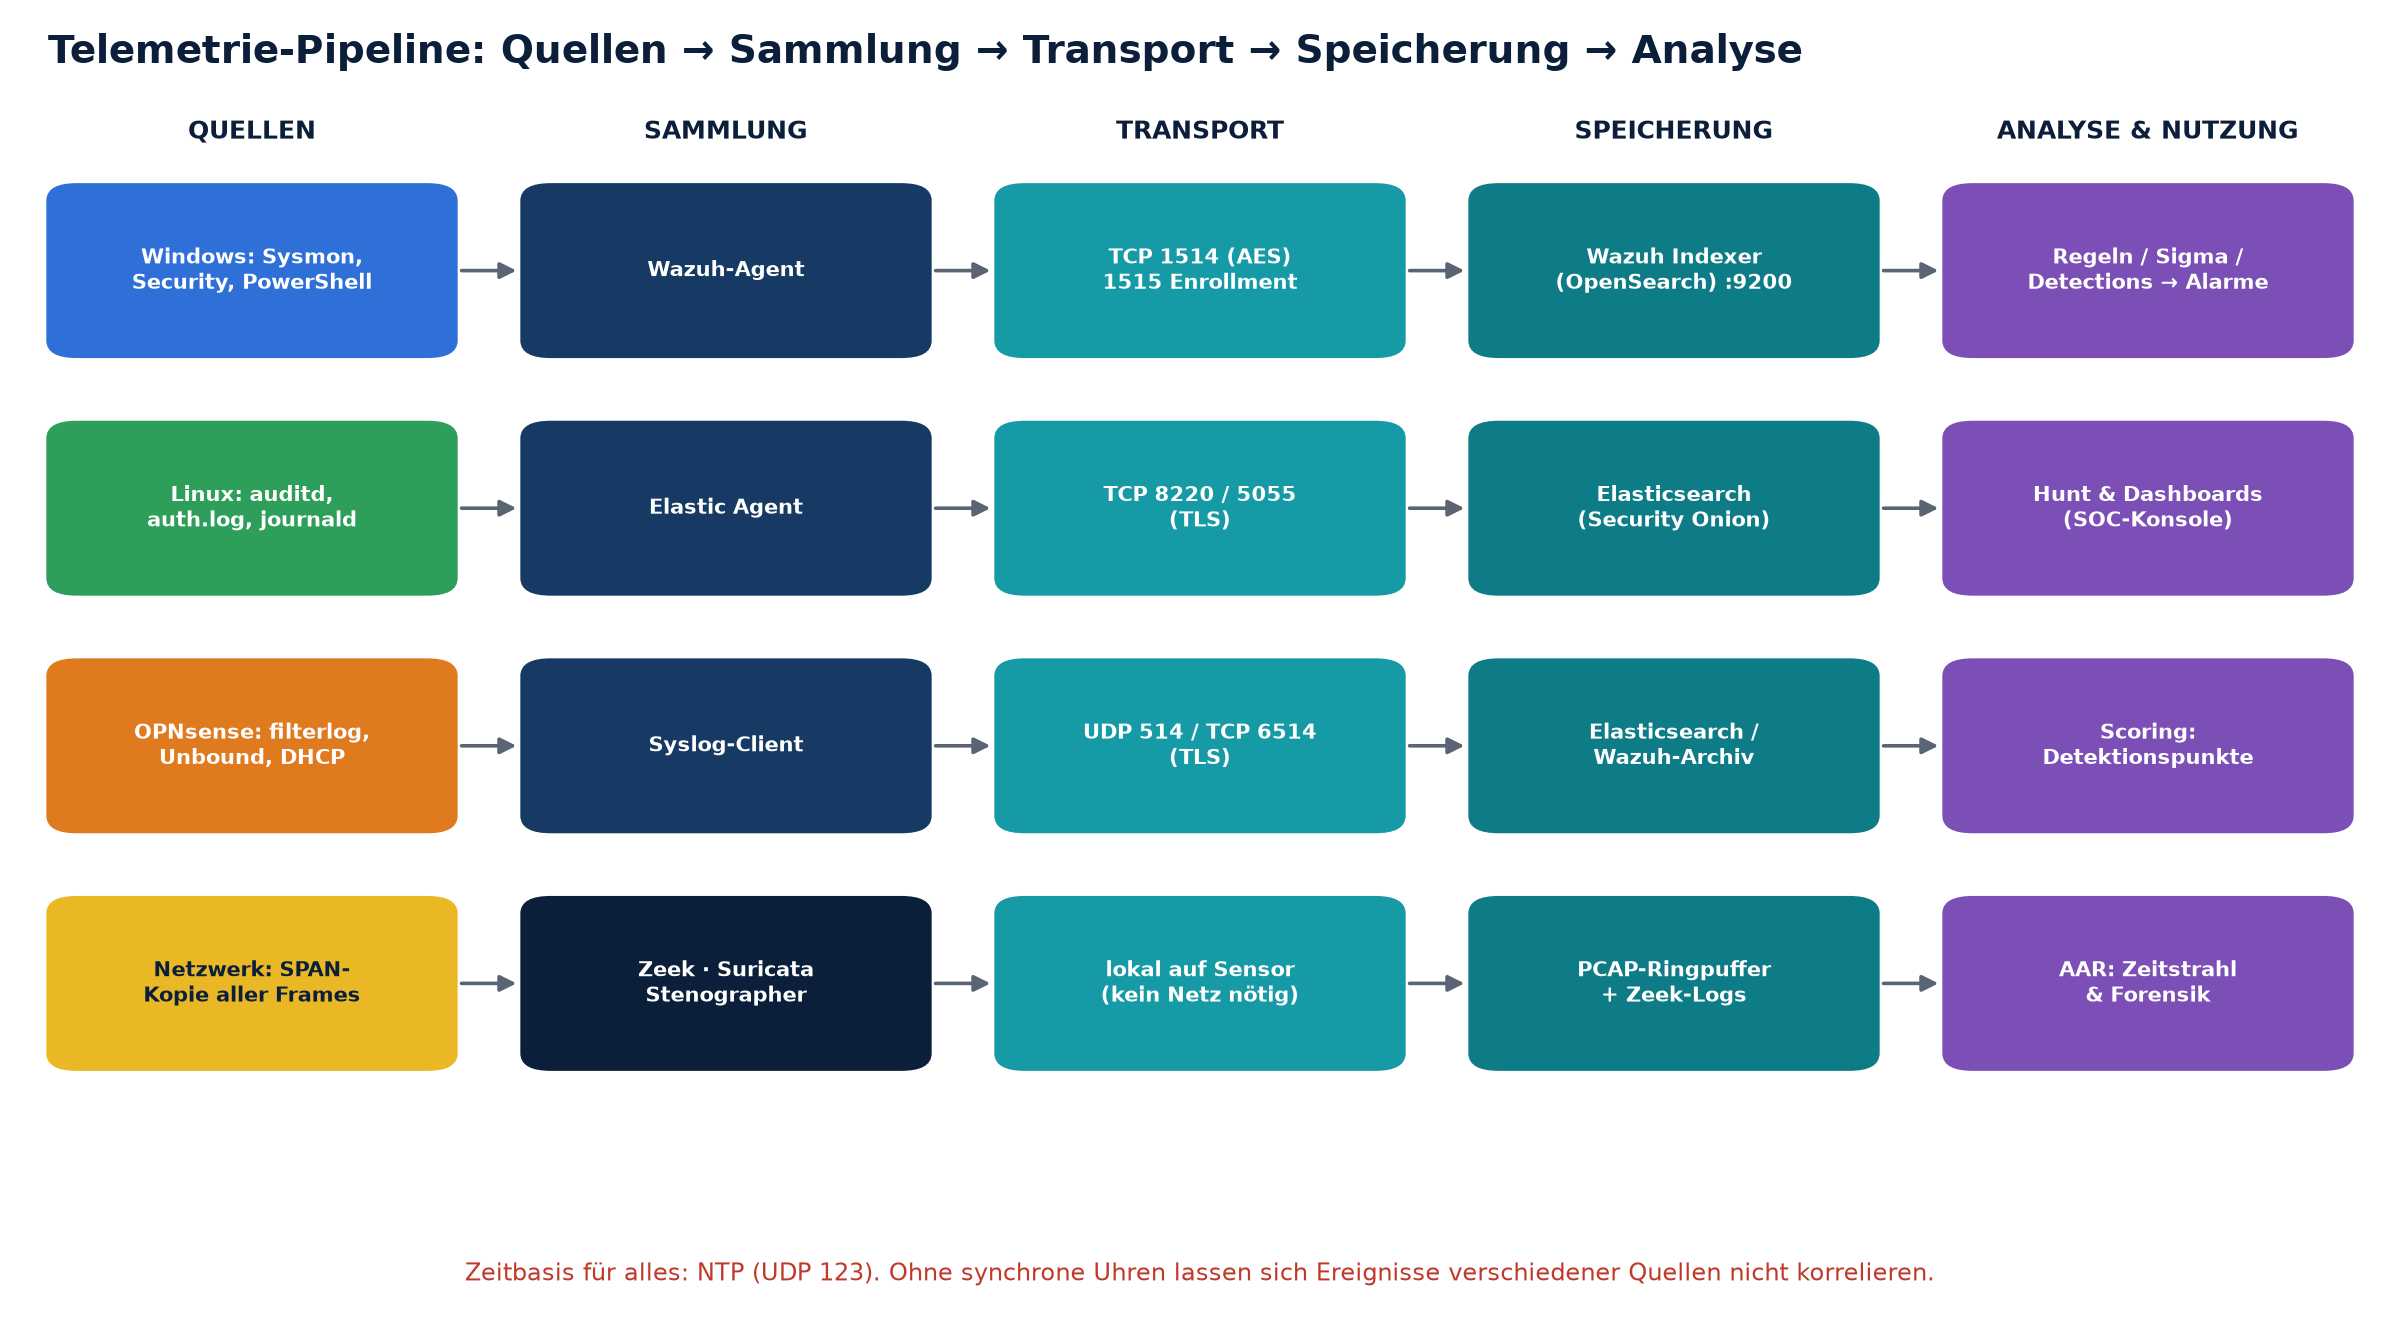 Telemetrie-Pipeline: Quellen → Sammlung → Transport → Speicherung → Analyse
QUELLEN
SAMMLUNG
TRANSPORT
SPEICHERUNG
ANALYSE & NUTZUNG
Windows: Sysmon,
Security, PowerShell
Wazuh-Agent
TCP 1514 (AES)
1515 Enrollment
Wazuh Indexer
(OpenSearch) :9200
Regeln / Sigma /
Detections → Alarme
Linux: auditd,
auth.log, journald
Elastic Agent
TCP 8220 / 5055
(TLS)
Elasticsearch
(Security Onion)
Hunt & Dashboards
(SOC-Konsole)
OPNsense: filterlog,
Unbound, DHCP
Syslog-Client
UDP 514 / TCP 6514
(TLS)
Elasticsearch /
Wazuh-Archiv
Scoring:
Detektionspunkte
Netzwerk: SPAN-
Kopie aller Frames
Zeek · Suricata
Stenographer
lokal auf Sensor
(kein Netz nötig)
PCAP-Ringpuffer
+ Zeek-Logs
AAR: Zeitstrahl
& Forensik
Zeitbasis für alles: NTP (UDP 123). Ohne synchrone Uhren lassen sich Ereignisse verschiedener Quellen nicht korrelieren.